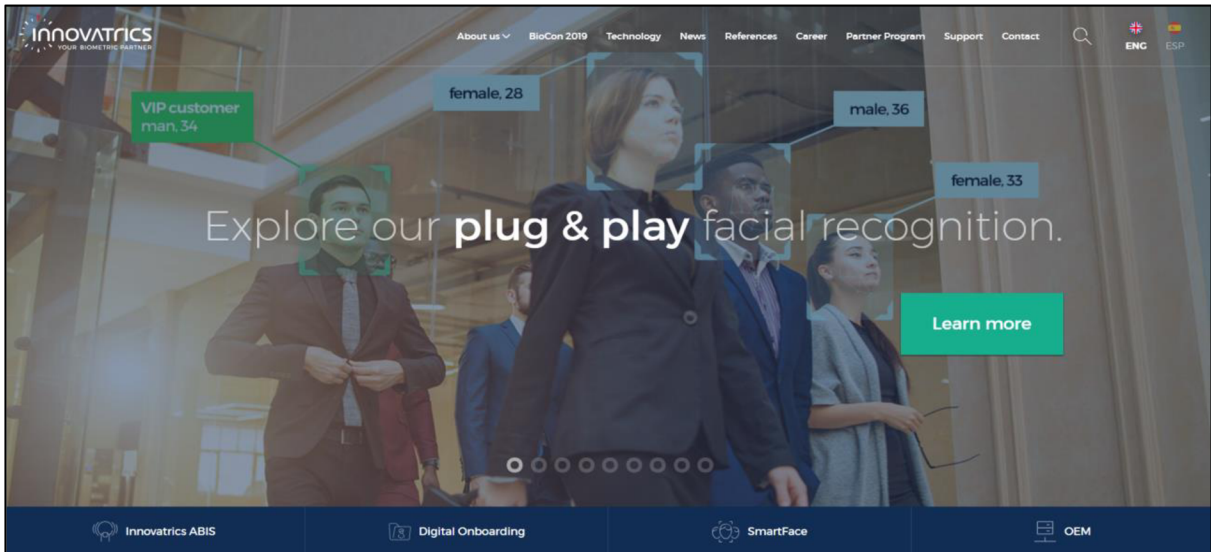 INNOVATRICS
YOUR BIOMETRIC PARTNER
About us
BioCon 2019
Technology
News
References
Career
Partner Program
Support
Contact
ENG
ESP
female, 28
VIP customer
man, 34
male, 36
female, 33
Explore our plug & play facial recognition.
Learn more
Innovatrics ABIS
Digital Onboarding
SmartFace
OEM